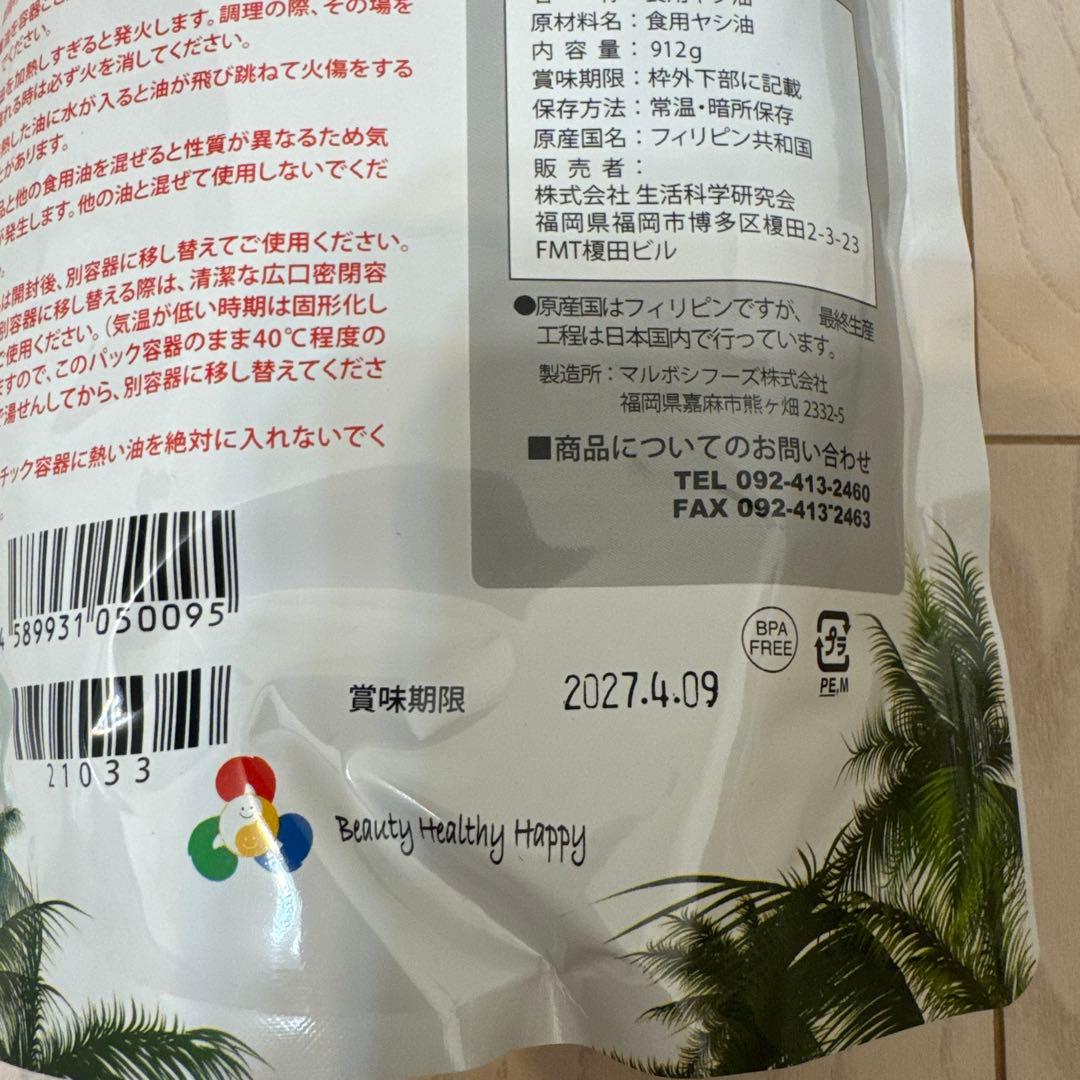 発火します。調理の際、その場を
ください。
を加熱しすぎると
れる時は必ず火を消してください。
熱した油に水が入ると油が飛び跳ねて火傷をする
とがあります。
品と他の食用油を混ぜると性質が異なるため気
が発生します。他の油と混ぜて使用しないでくだ
は開封後、別容器に移し替えてご使用ください。
別容器に移し替える際は、清潔な広口密閉容
ご使用ください。（気温が低い時期は固形化し
ますので、このパック容器のまま40℃程度の
で湯せんしてから、別容器に移し替えてくださ
チック容器に熱い油を絶対に入れないでく
原材料名：食用ヤシ油
内容量：912g
賞味期限：枠外下部に記載
保存方法：常温・暗所保存
原産国名：フィリピン共和国
販売者：
株式会社 生活科学研究会
福岡県福岡市博多区榎田2-3-23
FMT榎田ビル
●原産国はフィリピンですが、最終生産
工程は日本国内で行っています。
製造所：マルボシフーズ株式会社
福岡県嘉麻市熊ヶ畑 2332-5
■商品についてのお問い合わせ
TEL 092-413-2460
FAX 092-413-2463
4 589931 050095
21033
BPA
FREE
プラ
PE,M
賞味期限 2027.4.09
Beauty Healthy Happy